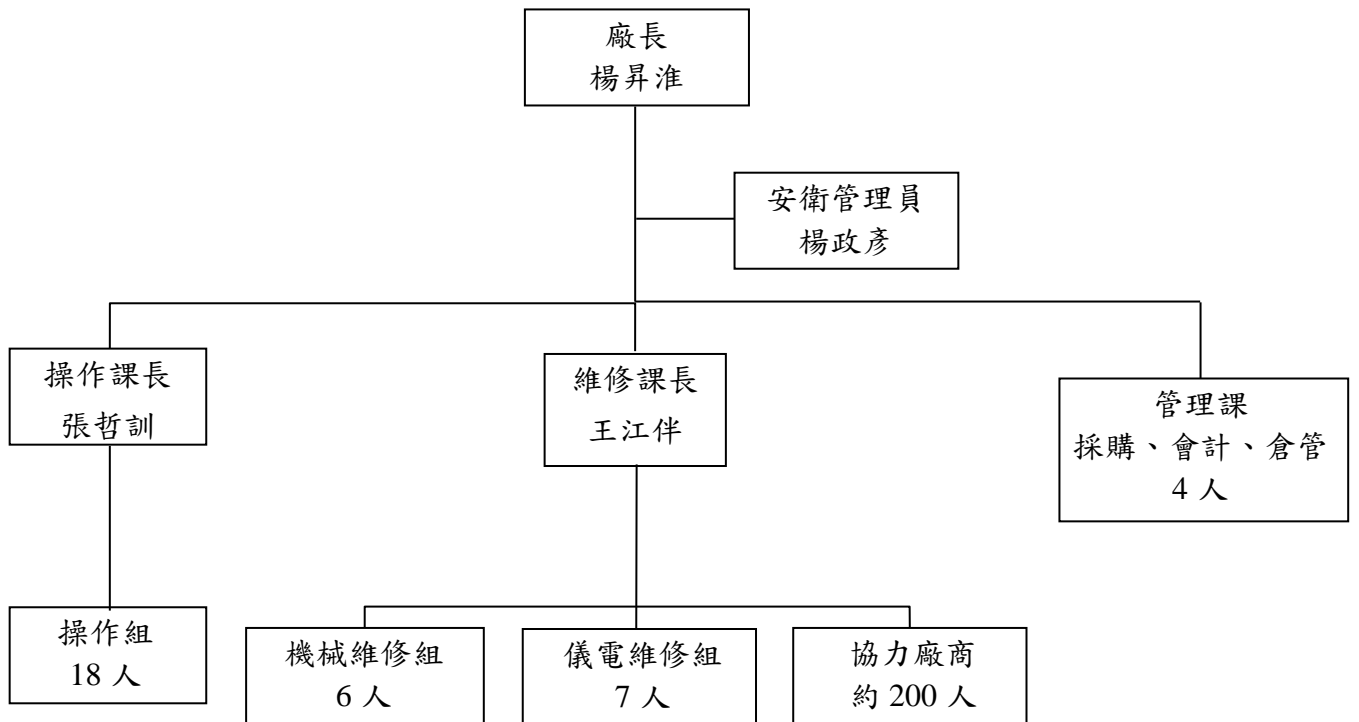 廠長
楊昇淮
安衛管理員
楊政彥
操作課長
張哲訓
維修課長
王江伴
管理課
採購、會計、倉管
4 人
操作組
18 人
機械維修組
6 人
儀電維修組
7 人
協力廠商
約 200 人